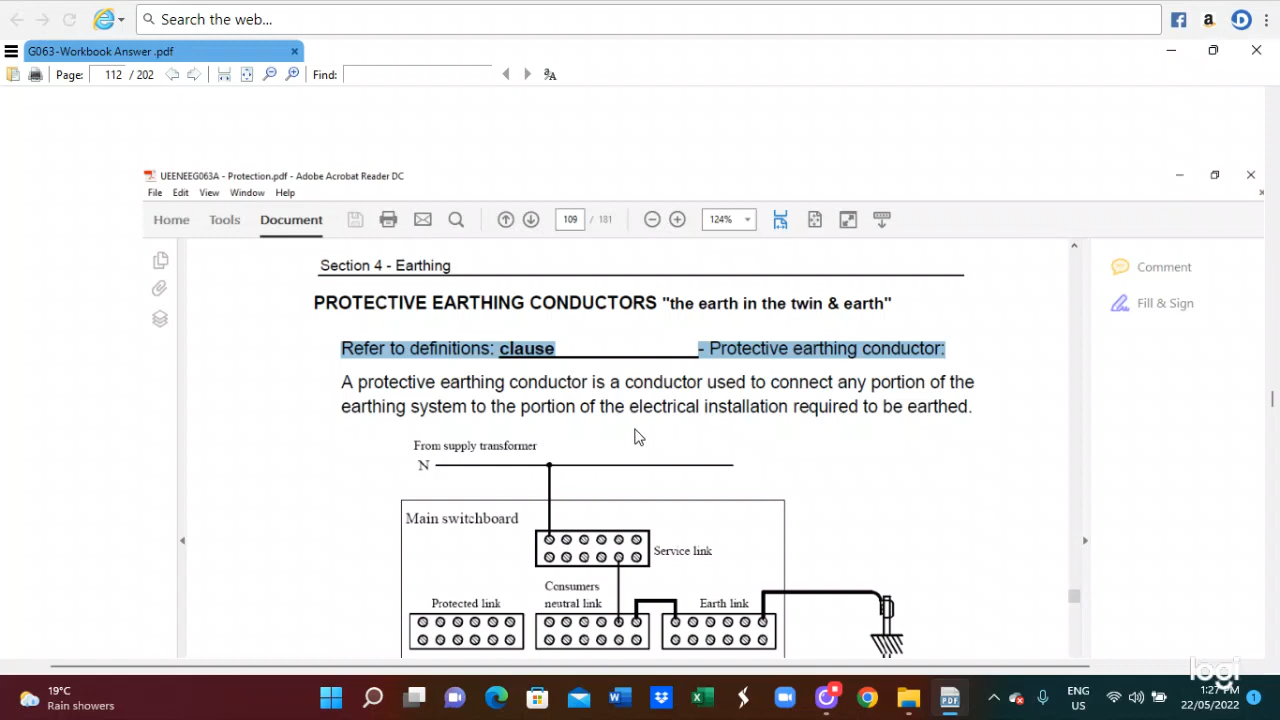 Search the web...
G063-Workbook Answer .pdf
Page: 112 / 202 Find:
UEENEEG063A - Protection.pdf - Adobe Acrobat Reader DC
File Edit View Window Help
Home Tools Document 109 / 181 124%
Comment
Fill & Sign
Section 4 - Earthing
PROTECTIVE EARTHING CONDUCTORS "the earth in the twin & earth"
Refer to definitions: clause - Protective earthing conductor:
A protective earthing conductor is a conductor used to connect any portion of the
earthing system to the portion of the electrical installation required to be earthed.
From supply transformer
N
Main switchboard
Service link
Consumers
neutral link
Protected link
Earth link
logi
19°C
Rain showers
ENG
US
1:27 PM
22/05/2022
1